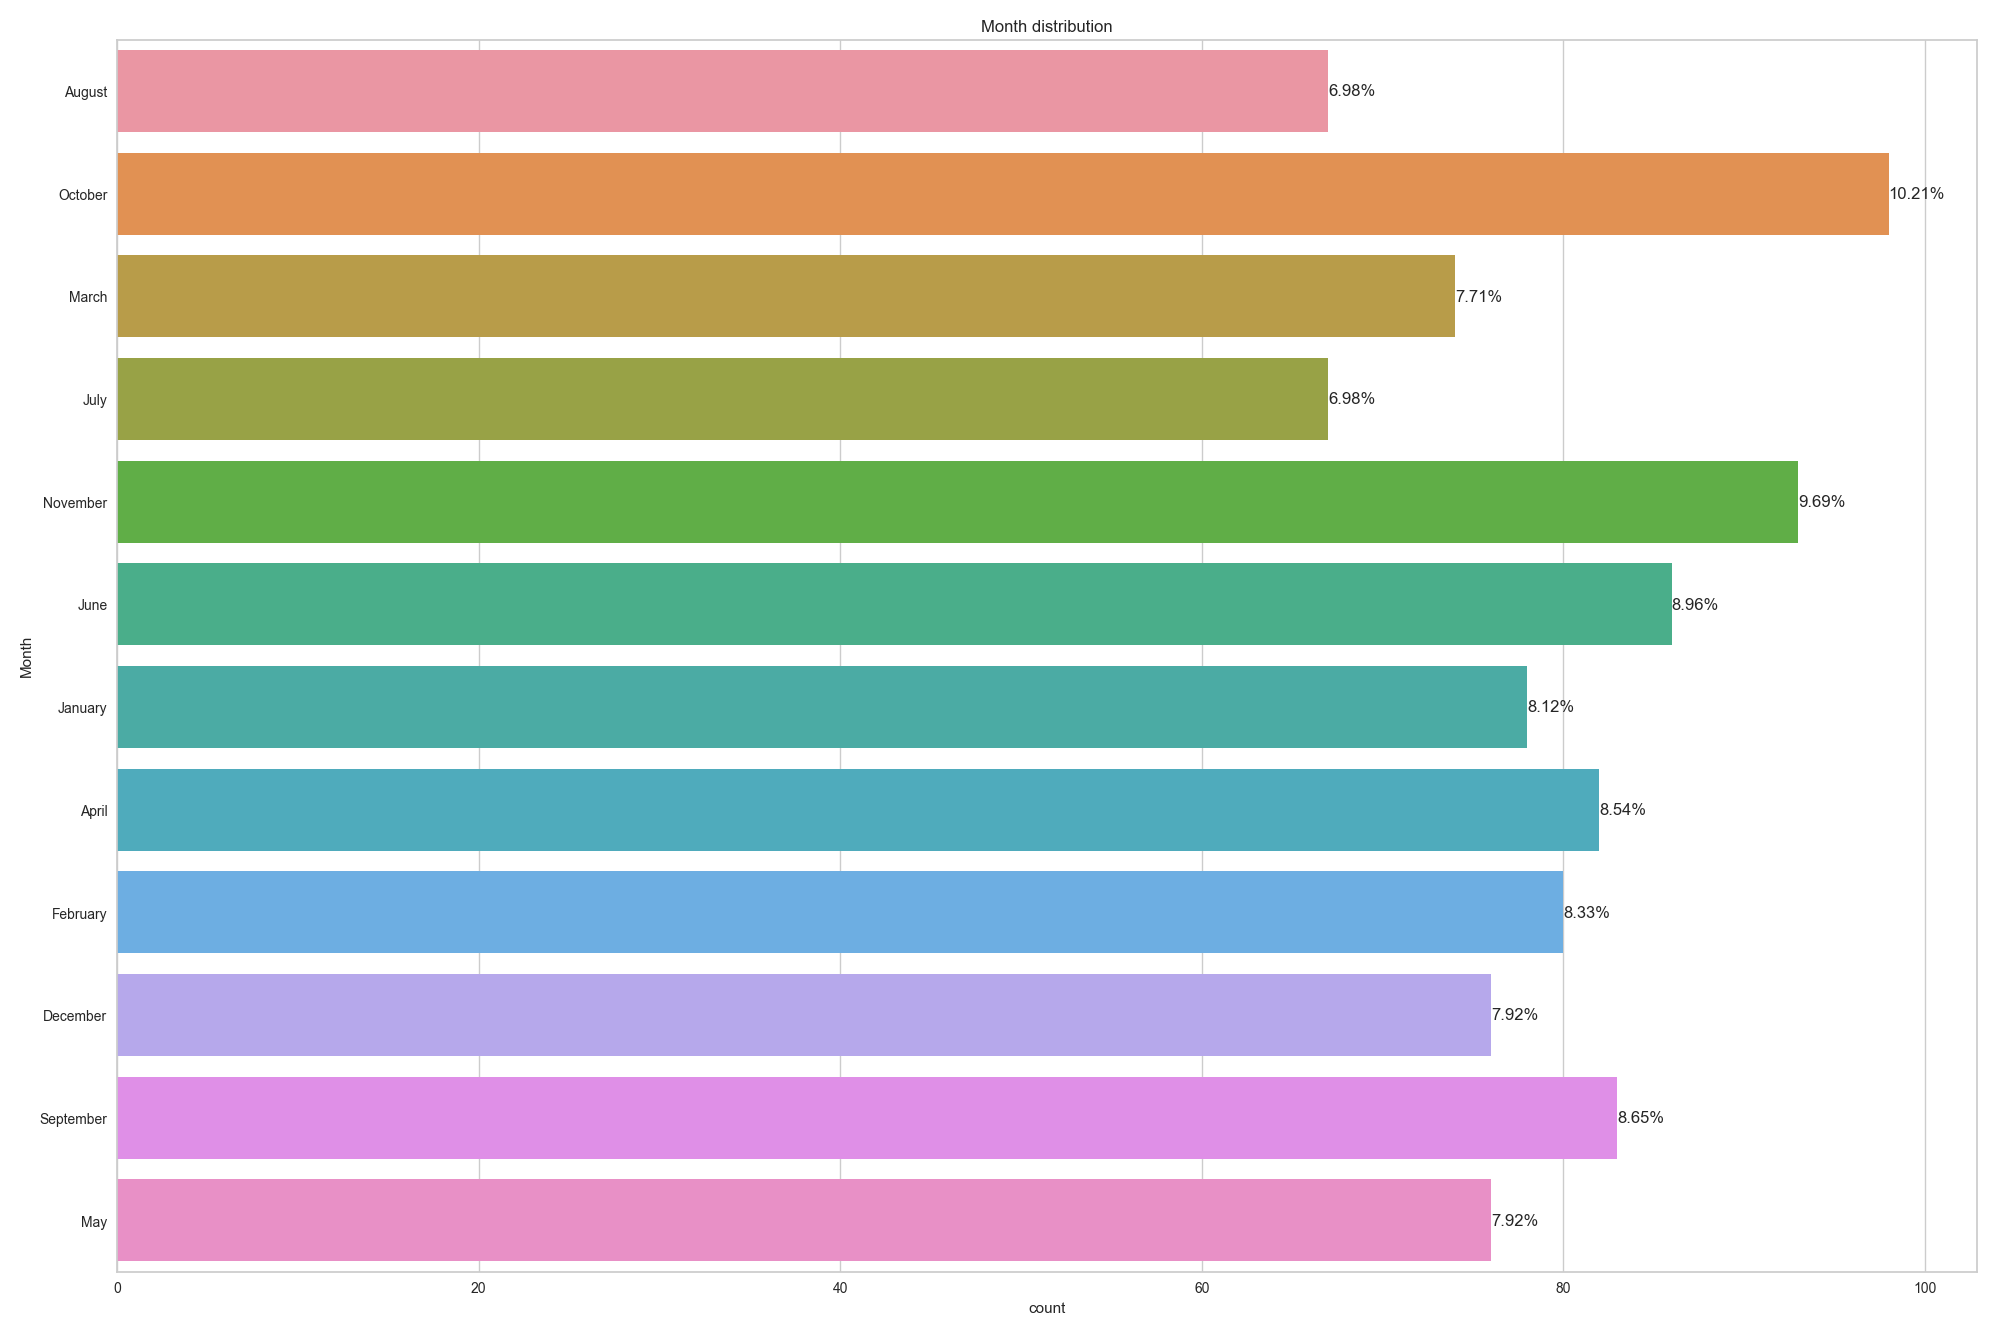 Month distribution
August
6.98%
October
10.21%
March
7.71%
July
6.98%
November
9.69%
June
8.96%
Month
January
8.12%
April
8.54%
February
8.33%
December
7.92%
September
8.65%
May
7.92%
0 20 40 60 80 100
count